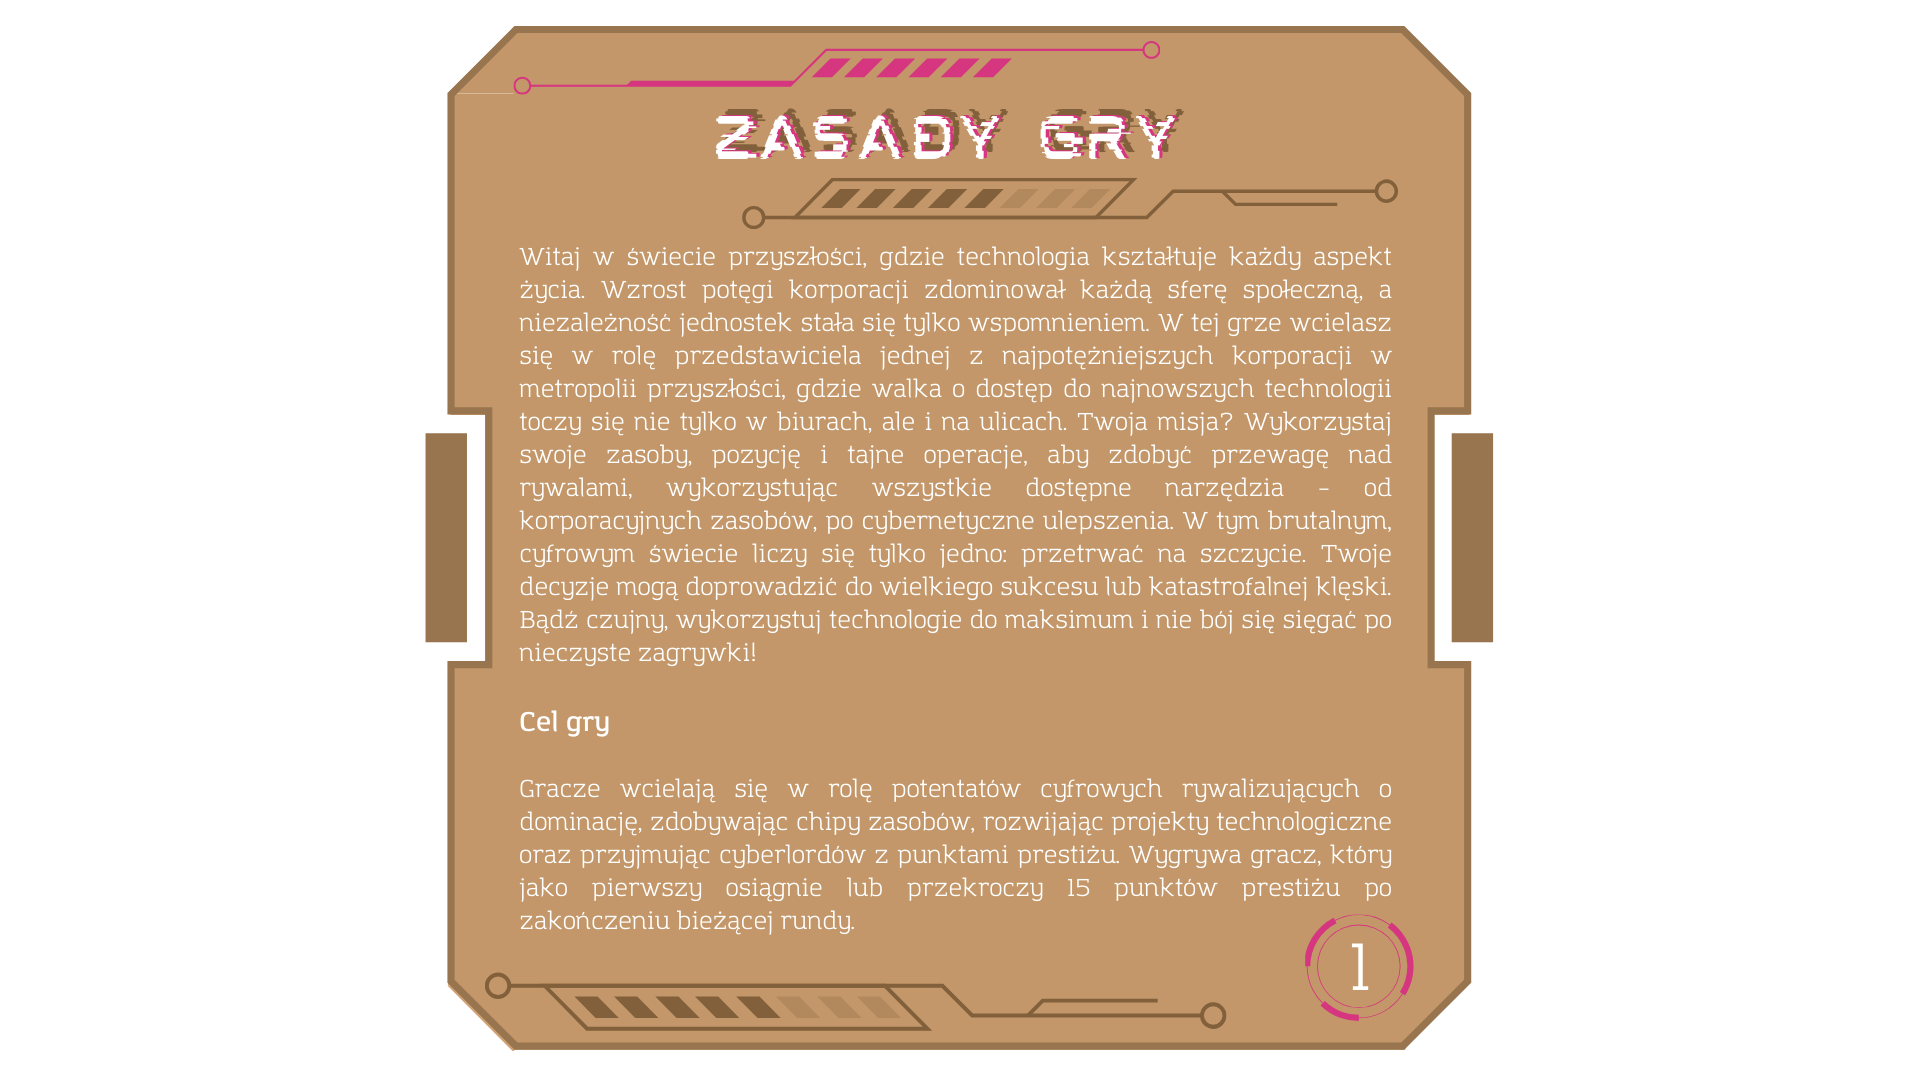 ZASADY GRY
Witaj w świecie przyszłości, gdzie technologia kształtuje każdy aspekt
życia. Wzrost potęgi korporacji zdominował każdą sferę społeczną, a
niezależność jednostek stała się tylko wspomnieniem. W tej grze wcielasz
się w rolę przedstawiciela jednej z najpotężniejszych korporacji w
metropolii przyszłości, gdzie walka o dostęp do najnowszych technologii
toczy się nie tylko w biurach, ale i na ulicach. Twoja misja? Wykorzystaj
swoje zasoby, pozycję i tajne operacje, aby zdobyć przewagę nad
rywalami, wykorzystując wszystkie dostępne narzędzia - od
korporacyjnych zasobów, po cybernetyczne ulepszenia. W tym brutalnym,
cyfrowym świecie liczy się tylko jedno: przetrwać na szczycie. Twoje
decyzje mogą doprowadzić do wielkiego sukcesu lub katastrofalnej klęski.
Bądź czujny, wykorzystuj technologie do maksimum i nie bój się sięgać po
nieczyste zagrywki!
Cel gry
Gracze wcielają się w rolę potentatów cyfrowych rywalizujących o
dominację, zdobywając chipy zasobów, rozwijając projekty technologiczne
oraz przyjmując cyberlordów z punktami prestiżu. Wygrywa gracz, który
jako pierwszy osiągnie lub przekroczy 15 punktów prestiżu po
zakończeniu bieżącej rundy.
1